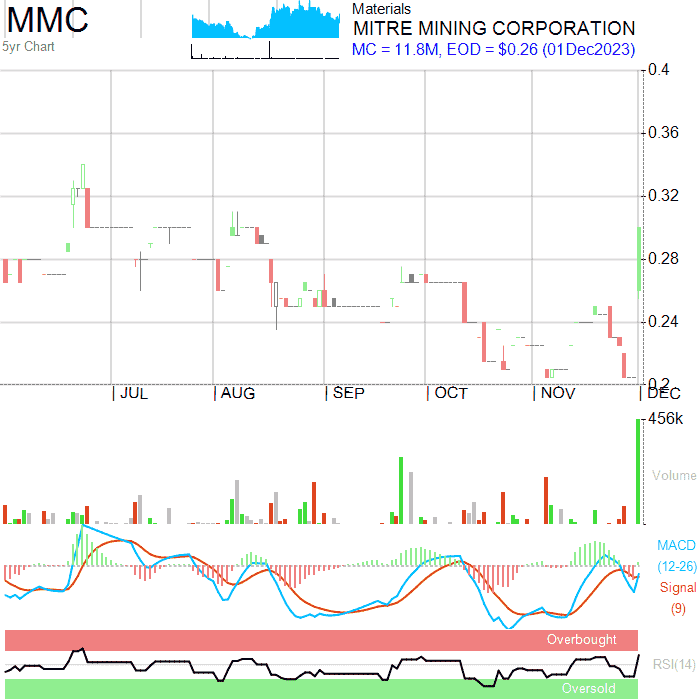 MMC
5yr Chart
Materials
MITRE MINING CORPORATION
MC = 11.8M, EOD = $0.26 (01Dec2023)
0.4
0.36
0.32
0.28
0.24
0.2
JUL AUG SEP OCT NOV DEC
456k
Volume
MACD
(12-26)
Signal
(9)
Overbought
RSI(14)
Oversold